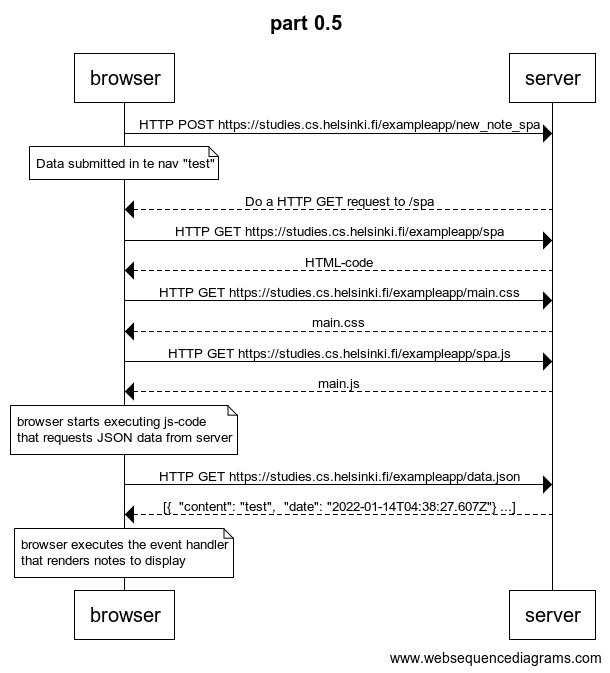 part 0.5
browser
server
HTTP POST https://studies.cs.helsinki.fi/exampleapp/new_note_spa
Data submitted in te nav "test"
Do a HTTP GET request to /spa
HTTP GET https://studies.cs.helsinki.fi/exampleapp/spa
HTML-code
HTTP GET https://studies.cs.helsinki.fi/exampleapp/main.css
main.css
HTTP GET https://studies.cs.helsinki.fi/exampleapp/spa.js
main.js
browser starts executing js-code
that requests JSON data from server
HTTP GET https://studies.cs.helsinki.fi/exampleapp/data.json
[{  "content": "test",  "date": "2022-01-14T04:38:27.607Z"} ...]
browser executes the event handler
that renders notes to display
browser
server
www.websequencediagrams.com